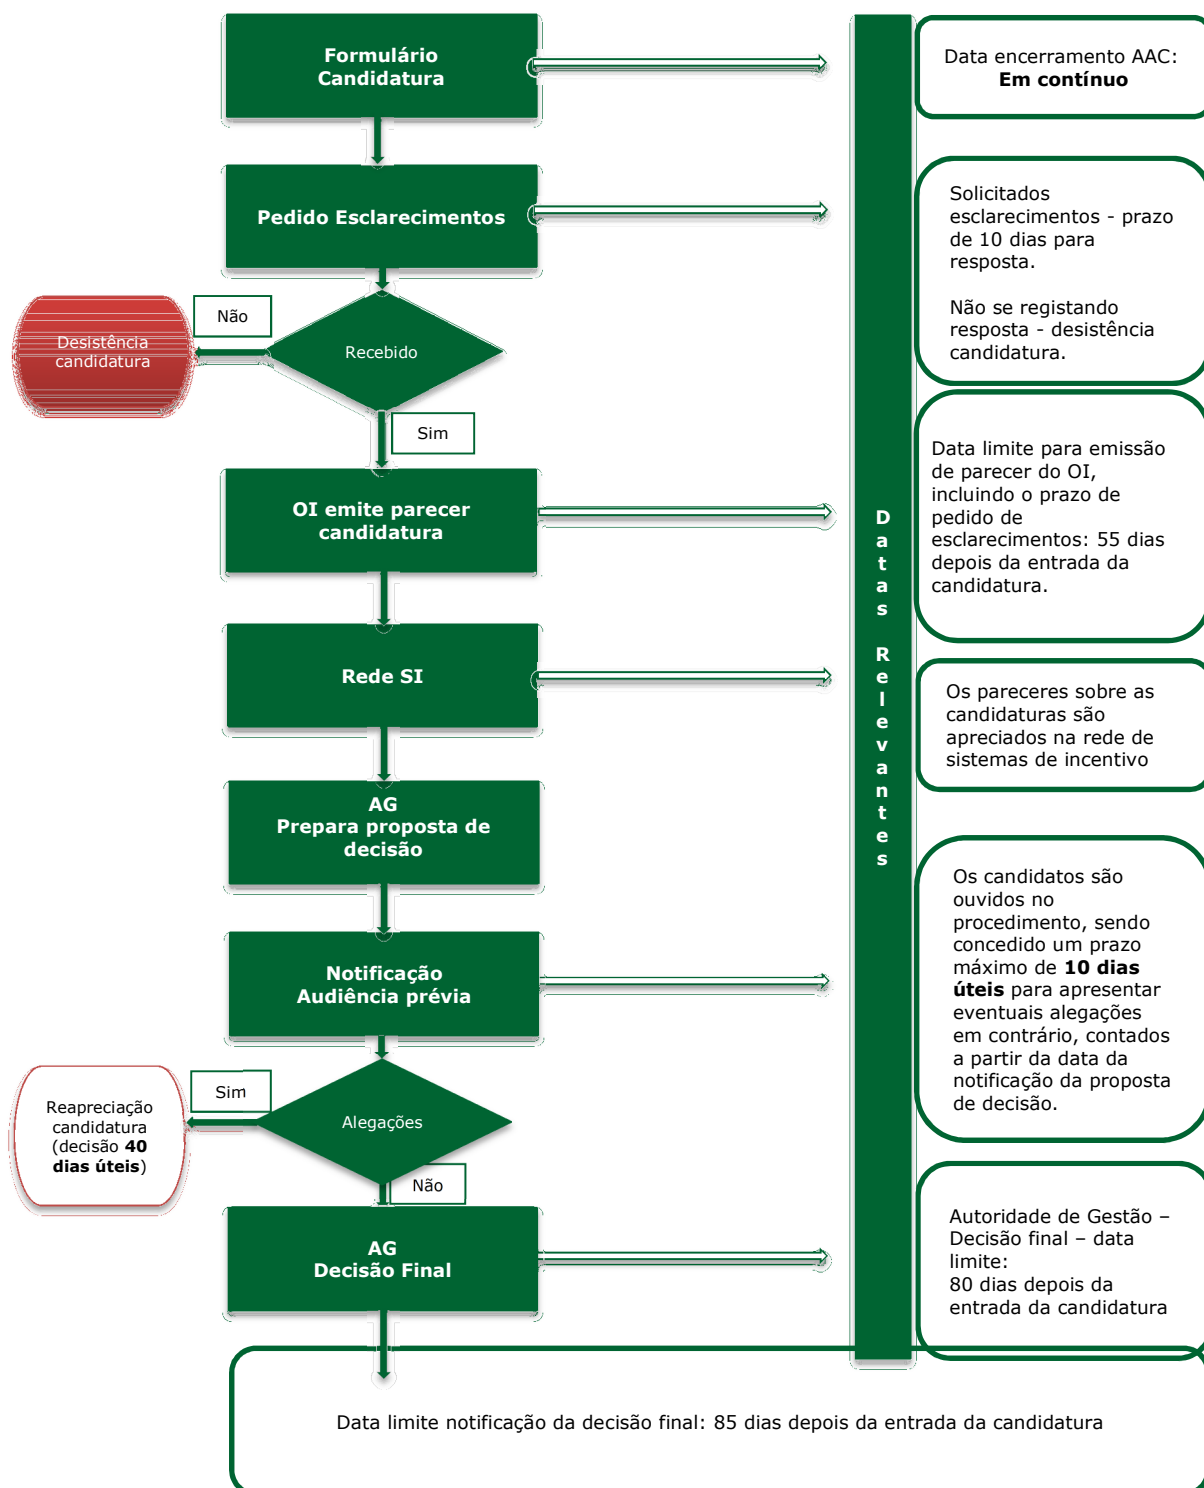 Formulário
Candidatura
Data encerramento AAC:
Em contínuo
Pedido Esclarecimentos
Solicitados
esclarecimentos - prazo
de 10 dias para
resposta.
Não se registando
resposta - desistência
candidatura.
Não
Desistência
candidatura
Recebido
Sim
OI emite parecer
candidatura
Data limite para emissão
de parecer do OI,
incluindo o prazo de
pedido de
esclarecimentos: 55 dias
depois da entrada da
candidatura.
Datas Relevantes
Rede SI
Os pareceres sobre as
candidaturas são
apreciados na rede de
sistemas de incentivo
AG
Prepara proposta de
decisão
Notificação
Audiência prévia
Os candidatos são
ouvidos no
procedimento, sendo
concedido um prazo
máximo de 10 dias
úteis para apresentar
eventuais alegações
em contrário, contados
a partir da data da
notificação da proposta
de decisão.
Sim
Reapreciação
candidatura
(decisão 40
dias úteis)
Alegações
Não
AG
Decisão Final
Autoridade de Gestão –
Decisão final – data
limite:
80 dias depois da
entrada da candidatura
Data limite notificação da decisão final: 85 dias depois da entrada da candidatura